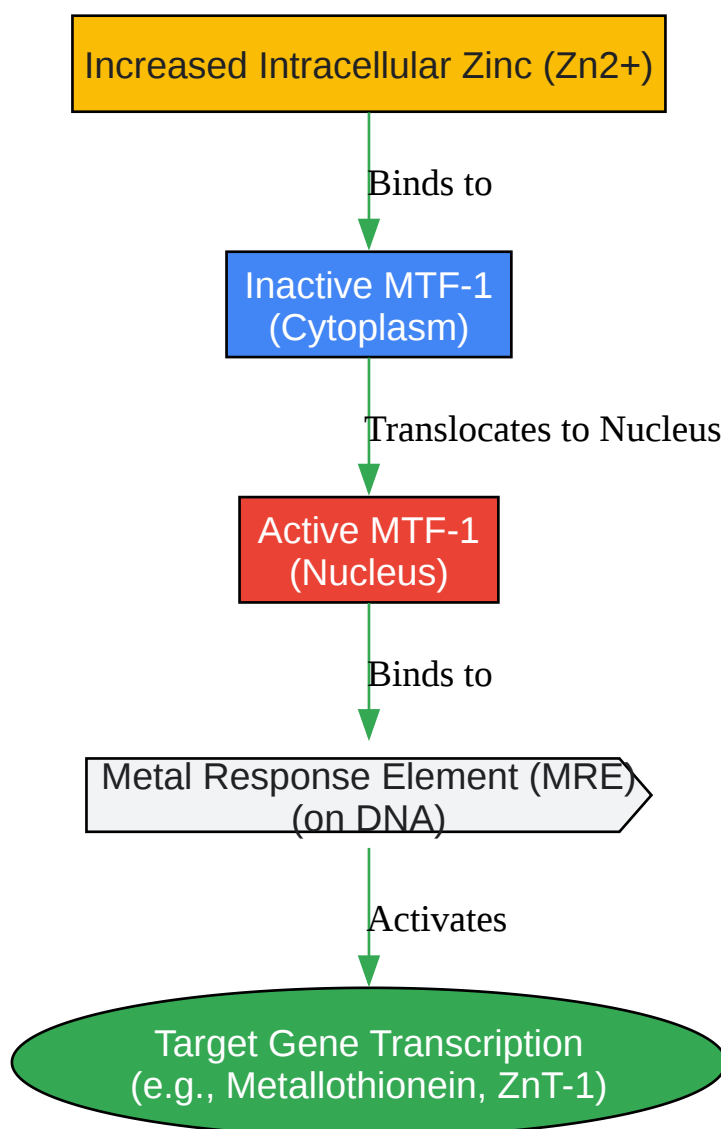 Increased Intracellular Zinc (Zn2+)
Binds to
Inactive MTF-1
(Cytoplasm)
Translocates to Nucleus
Active MTF-1
(Nucleus)
Binds to
Metal Response Element (MRE)
(on DNA)
Activates
Target Gene Transcription
(e.g., Metallothionein, ZnT-1)